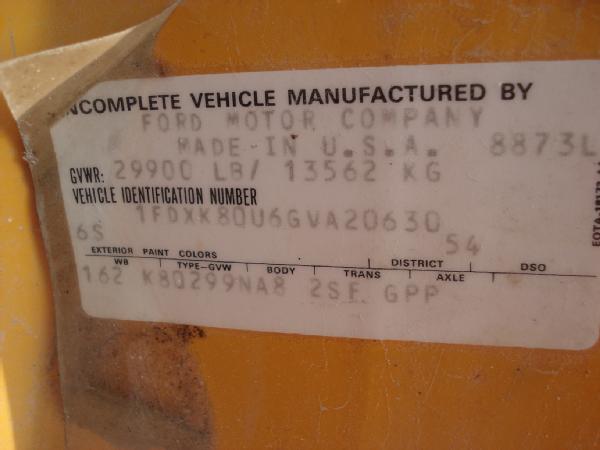 INCOMPLETE VEHICLE MANUFACTURED BY
FORD MOTOR COMPANY
MADE IN U.S.A. 8873L
GVWR: 29900 LB/ 13562 KG
VEHICLE IDENTIFICATION NUMBER
1FDXK80U6GVA20630
6S 54
EXTERIOR PAINT COLORS DISTRICT DSO
WB TYPE-GVW BODY TRANS AXLE
162 K80299NA8 2SF GPP